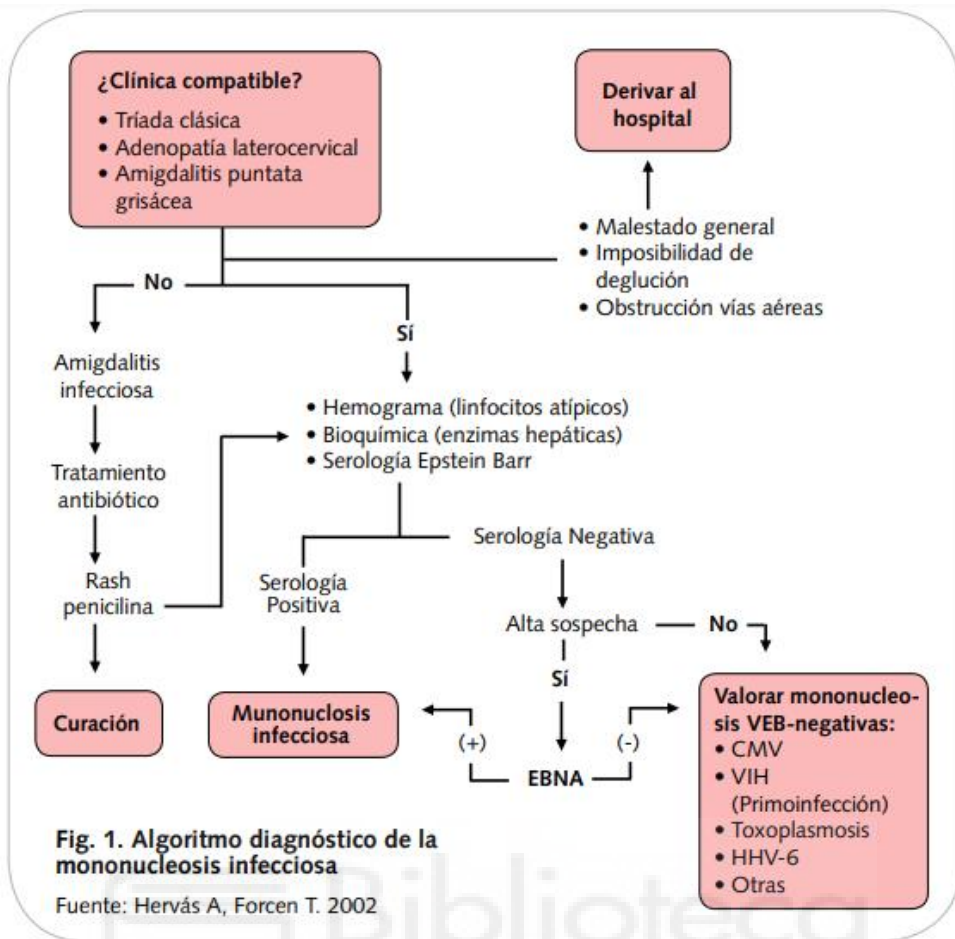 ¿Clínica compatible?
• Tríada clásica
• Adenopatía laterocervical
• Amigdalitis puntata
grisácea
Derivar al
hospital
• Malestado general
• Imposibilidad de
deglución
• Obstrucción vías aéreas
No
Sí
Amigdalitis
infecciosa
• Hemograma (linfocitos atípicos)
• Bioquímica (enzimas hepáticas)
• Serología Epstein Barr
Tratamiento
antibiótico
Rash
penicilina
Serología
Positiva
Serología Negativa
Alta sospecha
No
Sí
Curación
Munonuclosis
infecciosa
(+)
EBNA
(-)
Valorar mononucleo-
sis VEB-negativas:
• CMV
• VIH
(Primoinfección)
• Toxoplasmosis
• HHV-6
• Otras
Fig. 1. Algoritmo diagnóstico de la
mononucleosis infecciosa
Fuente: Hervás A, Forcen T. 2002
Biblioteca